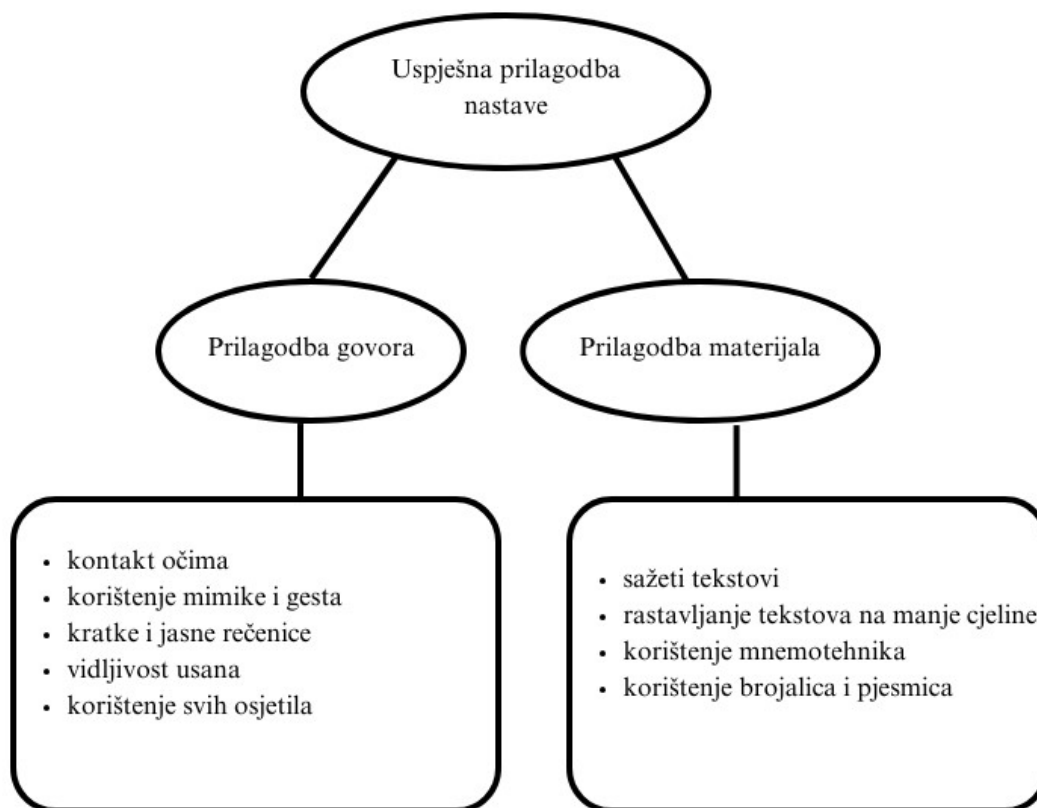 Uspješna prilagodba
nastave
Prilagodba govora
Prilagodba materijala
• kontakt očima
• korištenje mimike i gesta
• kratke i jasne rečenice
• vidljivost usana
• korištenje svih osjetila
• sažeti tekstovi
• rastavljanje tekstova na manje cjeline
• korištenje mnemotehnika
• korištenje brojalica i pjesmica